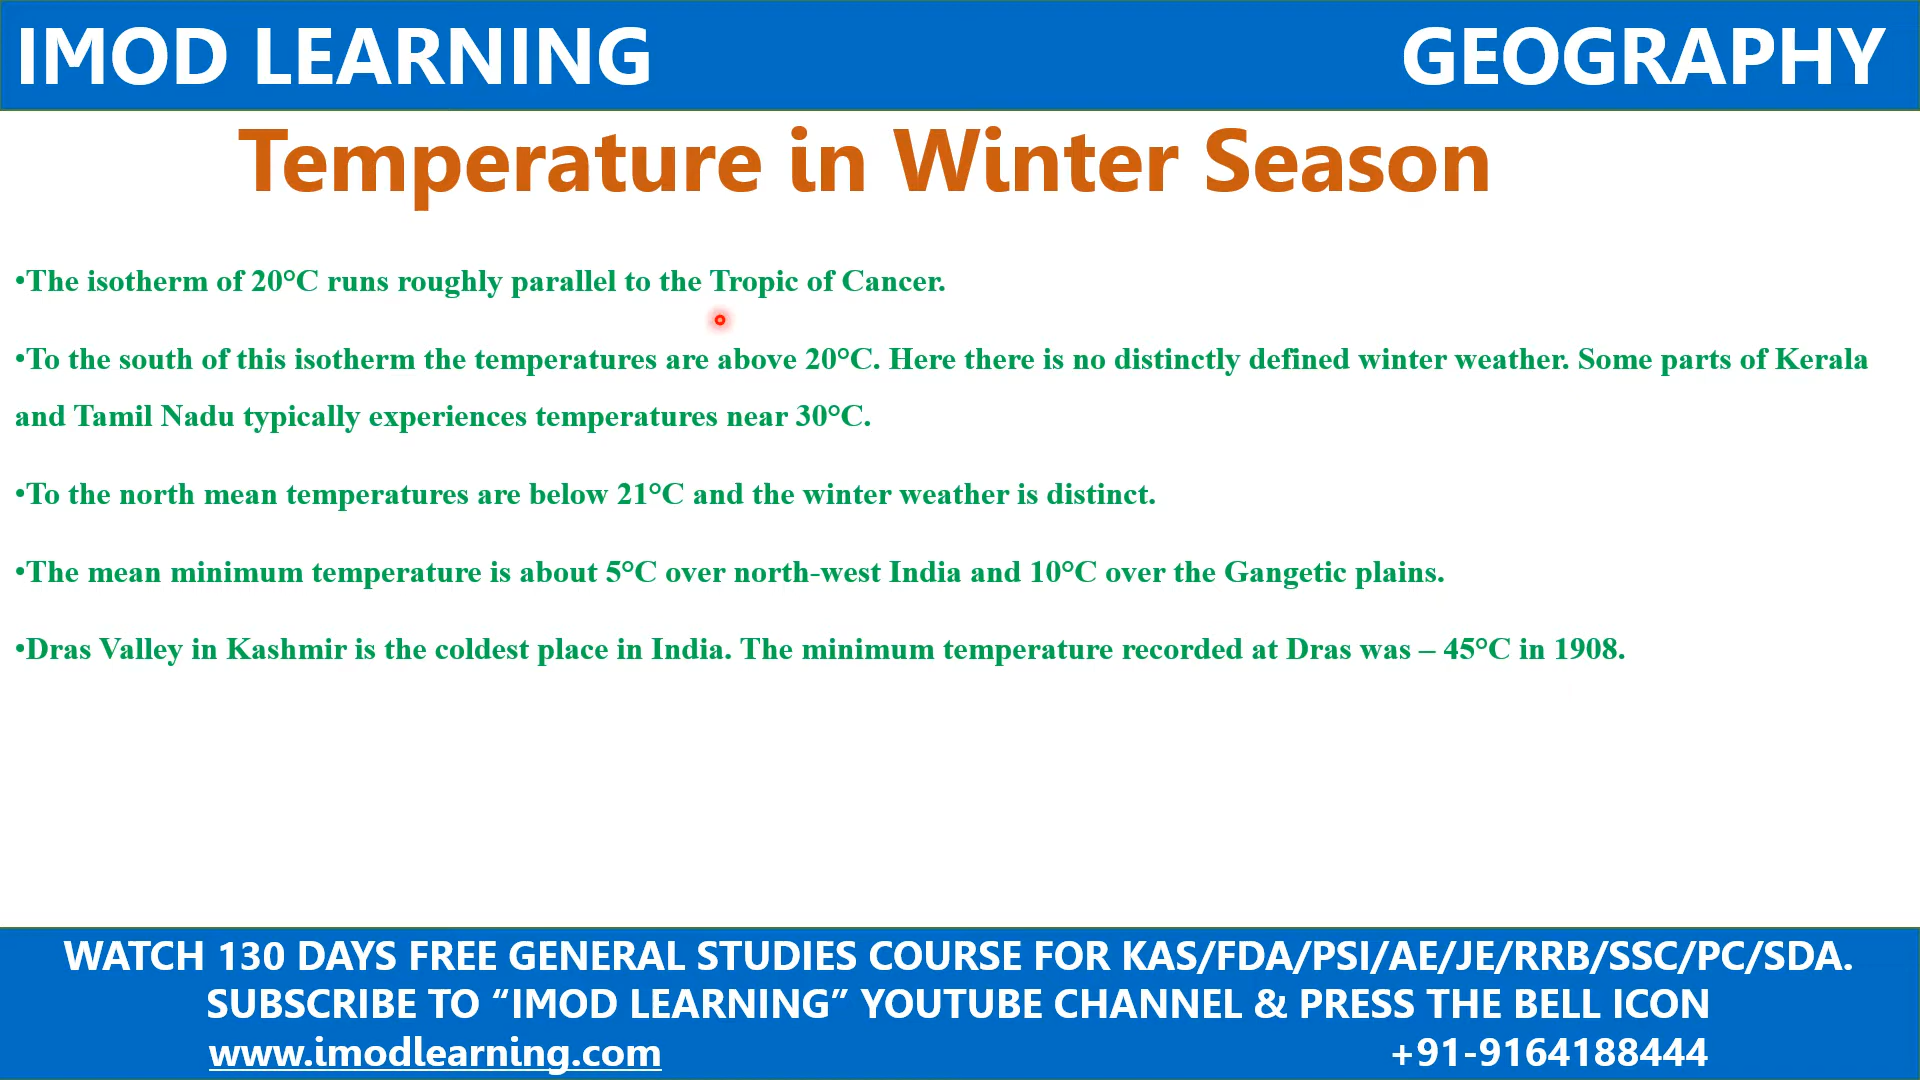 IMOD LEARNING GEOGRAPHY
Temperature in Winter Season
•The isotherm of 20°C runs roughly parallel to the Tropic of Cancer.
•To the south of this isotherm the temperatures are above 20°C. Here there is no distinctly defined winter weather. Some parts of Kerala
and Tamil Nadu typically experiences temperatures near 30°C.
•To the north mean temperatures are below 21°C and the winter weather is distinct.
•The mean minimum temperature is about 5°C over north-west India and 10°C over the Gangetic plains.
•Dras Valley in Kashmir is the coldest place in India. The minimum temperature recorded at Dras was – 45°C in 1908.
WATCH 130 DAYS FREE GENERAL STUDIES COURSE FOR KAS/FDA/PSI/AE/JE/RRB/SSC/PC/SDA.
SUBSCRIBE TO “IMOD LEARNING” YOUTUBE CHANNEL & PRESS THE BELL ICON
www.imodlearning.com +91-9164188444